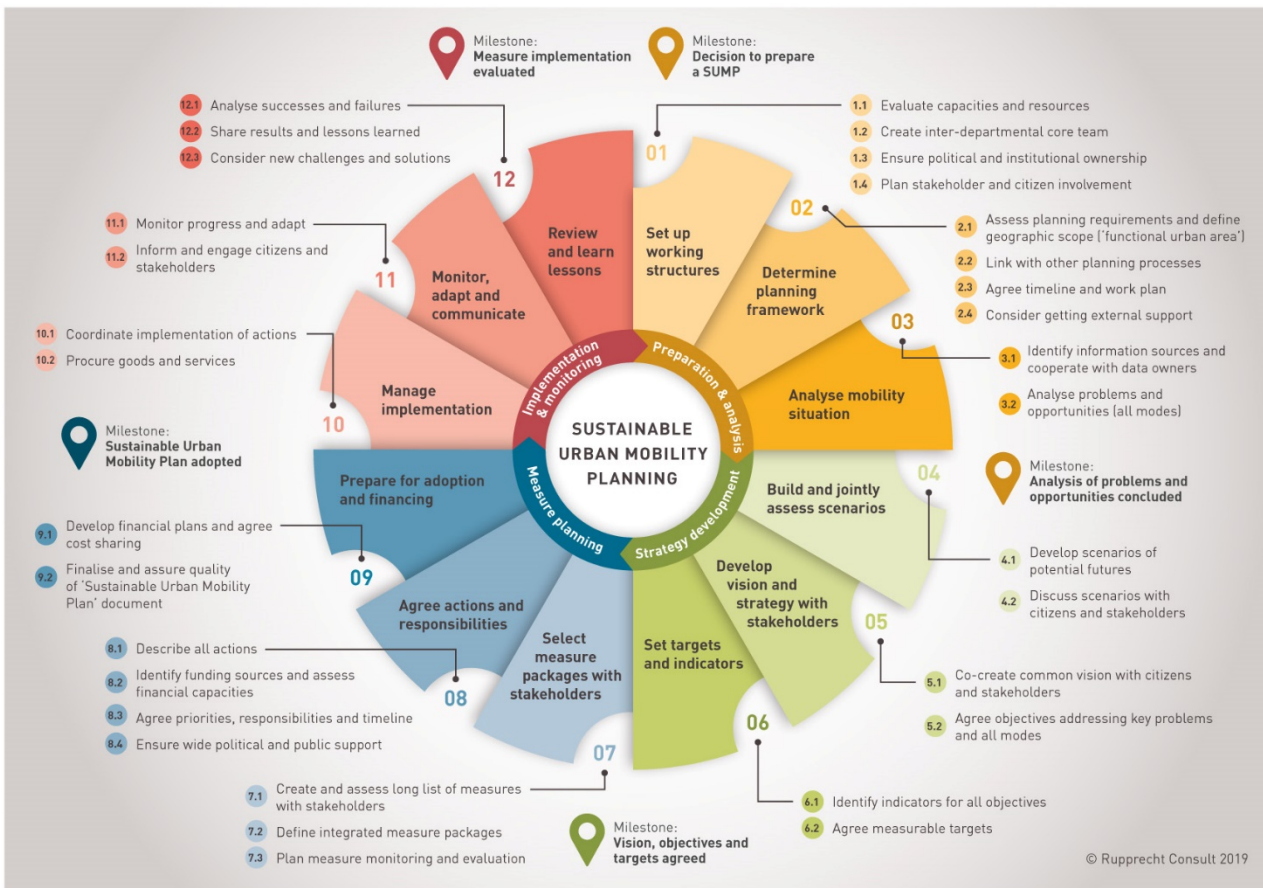 Milestone:
Measure implementation
evaluated
Milestone:
Decision to prepare
a SUMP
12.1 Analyse successes and failures
12.2 Share results and lessons learned
12.3 Consider new challenges and solutions
1.1 Evaluate capacities and resources
1.2 Create inter-departmental core team
1.3 Ensure political and institutional ownership
1.4 Plan stakeholder and citizen involvement
11.1 Monitor progress and adapt
11.2 Inform and engage citizens and
stakeholders
2.1 Assess planning requirements and define
geographic scope ('functional urban area')
2.2 Link with other planning processes
2.3 Agree timeline and work plan
2.4 Consider getting external support
10.1 Coordinate implementation of actions
10.2 Procure goods and services
3.1 Identify information sources and
cooperate with data owners
3.2 Analyse problems and
opportunities (all modes)
Milestone:
Sustainable Urban
Mobility Plan adopted
Milestone:
Analysis of problems and
opportunities concluded
01
Set up
working
structures
02
Determine
planning
framework
03
Analyse mobility
situation
04
Build and jointly
assess scenarios
05
Develop
vision and
strategy with
stakeholders
06
Set targets
and indicators
07
Select
measure
packages with
stakeholders
08
Agree actions and
responsibilities
09
Prepare for adoption
and financing
10
Manage
implementation
11
Monitor,
adapt and
communicate
12
Review
and learn
lessons
Preparation & analysis
Strategy development
Measure planning
Implementation
& monitoring
SUSTAINABLE
URBAN MOBILITY
PLANNING
9.1 Develop financial plans and agree
cost sharing
9.2 Finalise and assure quality
of 'Sustainable Urban Mobility
Plan' document
4.1 Develop scenarios of
potential futures
4.2 Discuss scenarios with
citizens and stakeholders
8.1 Describe all actions
8.2 Identify funding sources and assess
financial capacities
8.3 Agree priorities, responsibilities and timeline
8.4 Ensure wide political and public support
5.1 Co-create common vision with citizens
and stakeholders
5.2 Agree objectives addressing key problems
and all modes
7.1 Create and assess long list of measures
with stakeholders
7.2 Define integrated measure packages
7.3 Plan measure monitoring and evaluation
Milestone:
Vision, objectives and
targets agreed
6.1 Identify indicators for all objectives
6.2 Agree measurable targets
© Rupprecht Consult 2019